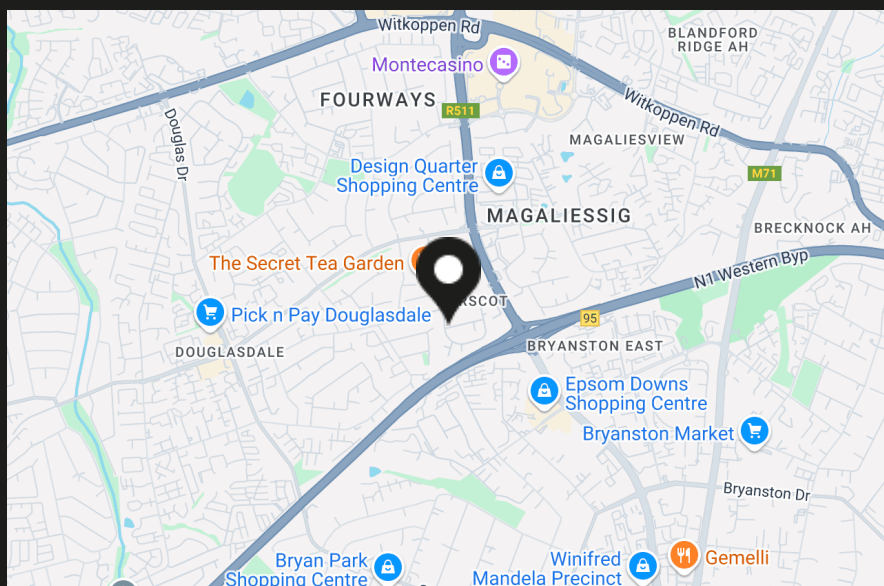 Witkoppen Rd
BLANDFORD
RIDGE AH
Montecasino
FOURWAYS
R511
Witkoppen Rd
Douglas Dr
MAGALIESVIEW
Design Quarter
Shopping Centre
M71
MAGALIESSIG
BRECKNOCK AH
The Secret Tea Garden
N1 Western Byp
SCOT
Pick n Pay Douglasdale
95
DOUGLASDALE
BRYANSTON EAST
Epsom Downs
Shopping Centre
Bryanston Market
Bryanston Dr
Bryan Park
Shopping Centre
Winifred
Mandela Precinct
Gemelli